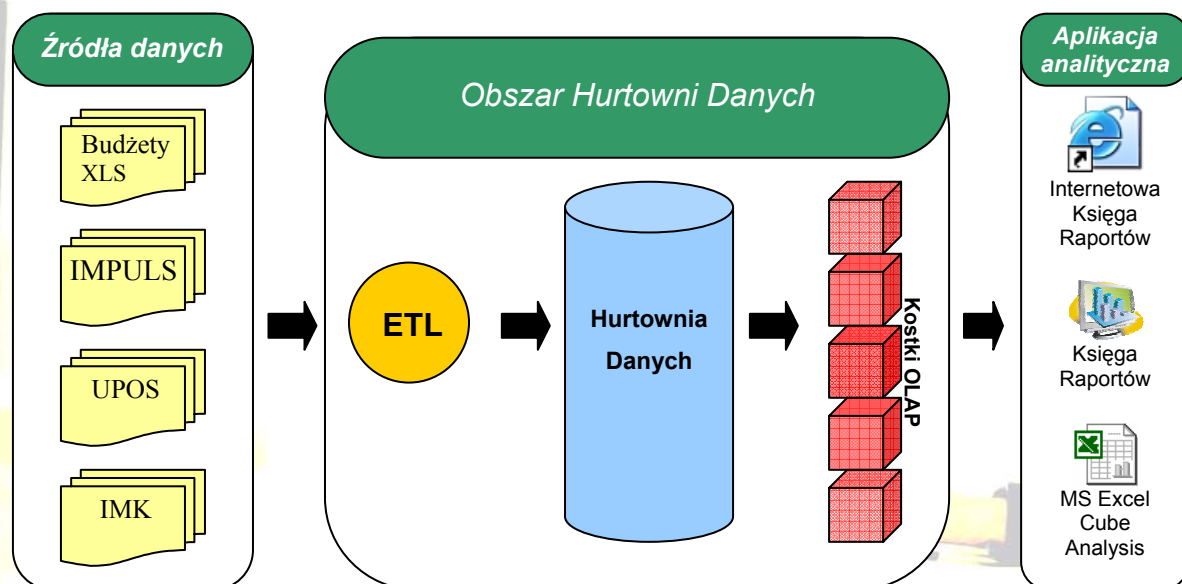 Źródła danych
Budżety
XLS
IMPULS
UPOS
IMK
Obszar Hurtowni Danych
ETL
Hurtownia
Danych
Kostki OLAP
Aplikacja
analityczna
Internetowa
Księga
Raportów
Księga
Raportów
MS Excel
Cube
Analysis